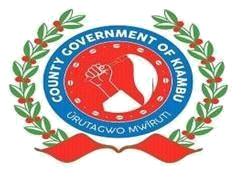 COUNTY GOVERNMENT OF KIAMBU
URUTAGWO MWIRUTI